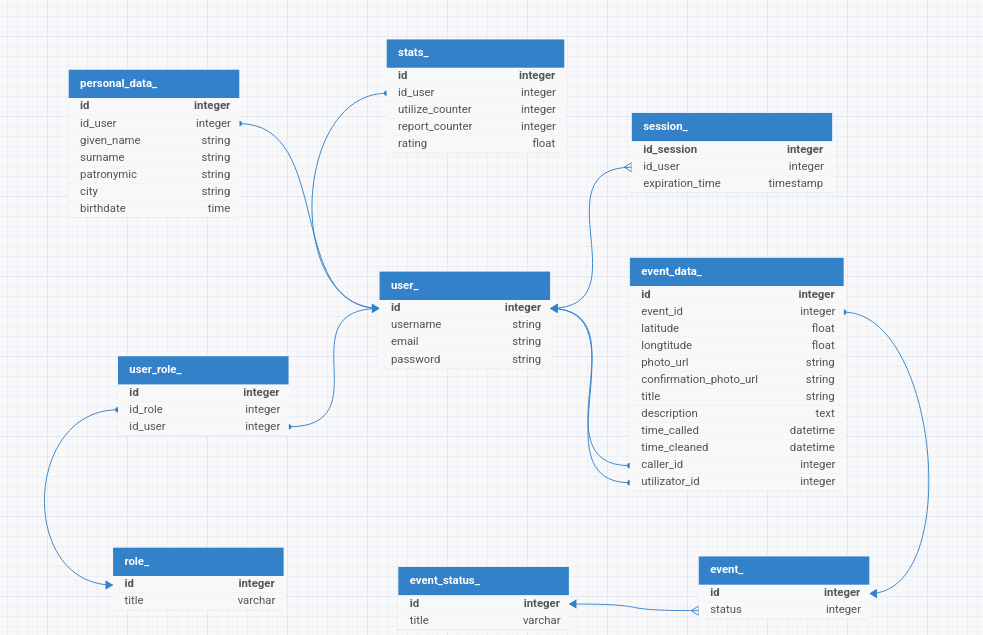 stats_
id integer
id_user integer
utilize_counter integer
report_counter integer
rating float
personal_data_
id integer
id_user integer
given_name string
surname string
patronymic string
city string
birthdate time
session_
id_session integer
id_user integer
expiration_time timestamp
user_
id integer
username string
email string
password string
event_data_
id integer
event_id integer
latitude float
longtitude float
photo_url string
confirmation_photo_url string
title string
description text
time_called datetime
time_cleaned datetime
caller_id integer
utilizator_id integer
user_role_
id integer
id_role integer
id_user integer
role_
id integer
title varchar
event_status_
id integer
title varchar
event_
id integer
status integer